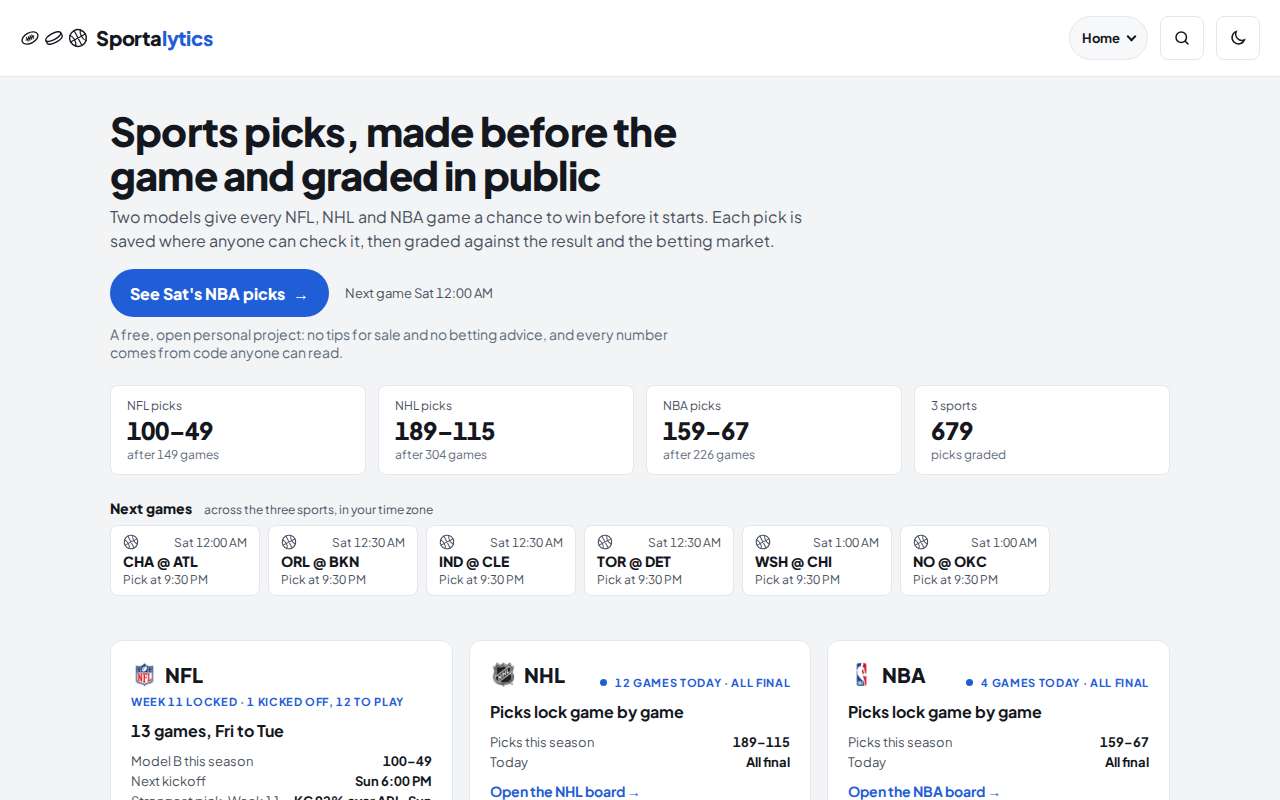 Sportalytics
Home
Sports picks, made before the
game and graded in public
Two models give every NFL, NHL and NBA game a chance to win before it starts. Each pick is
saved where anyone can check it, then graded against the result and the betting market.
See Sat's NBA picks →
Next game Sat 12:00 AM
A free, open personal project: no tips for sale and no betting advice, and every number
comes from code anyone can read.
NFL picks
100–49
after 149 games
NHL picks
189–115
after 304 games
NBA picks
159–67
after 226 games
3 sports
679
picks graded
Next games across the three sports, in your time zone
Sat 12:00 AM
CHA @ ATL
Pick at 9:30 PM
Sat 12:30 AM
ORL @ BKN
Pick at 9:30 PM
Sat 12:30 AM
IND @ CLE
Pick at 9:30 PM
Sat 12:30 AM
TOR @ DET
Pick at 9:30 PM
Sat 1:00 AM
WSH @ CHI
Pick at 9:30 PM
Sat 1:00 AM
NO @ OKC
Pick at 9:30 PM
NFL
WEEK 11 LOCKED · 1 KICKED OFF, 12 TO PLAY
13 games, Fri to Tue
Model B this season 100–49
Next kickoff Sun 6:00 PM
Strongest pick, Week 11 KC 92% over ARI, Sun
NHL
12 GAMES TODAY · ALL FINAL
Picks lock game by game
Picks this season 189–115
Today All final
Open the NHL board →
NBA
4 GAMES TODAY · ALL FINAL
Picks lock game by game
Picks this season 159–67
Today All final
Open the NBA board →